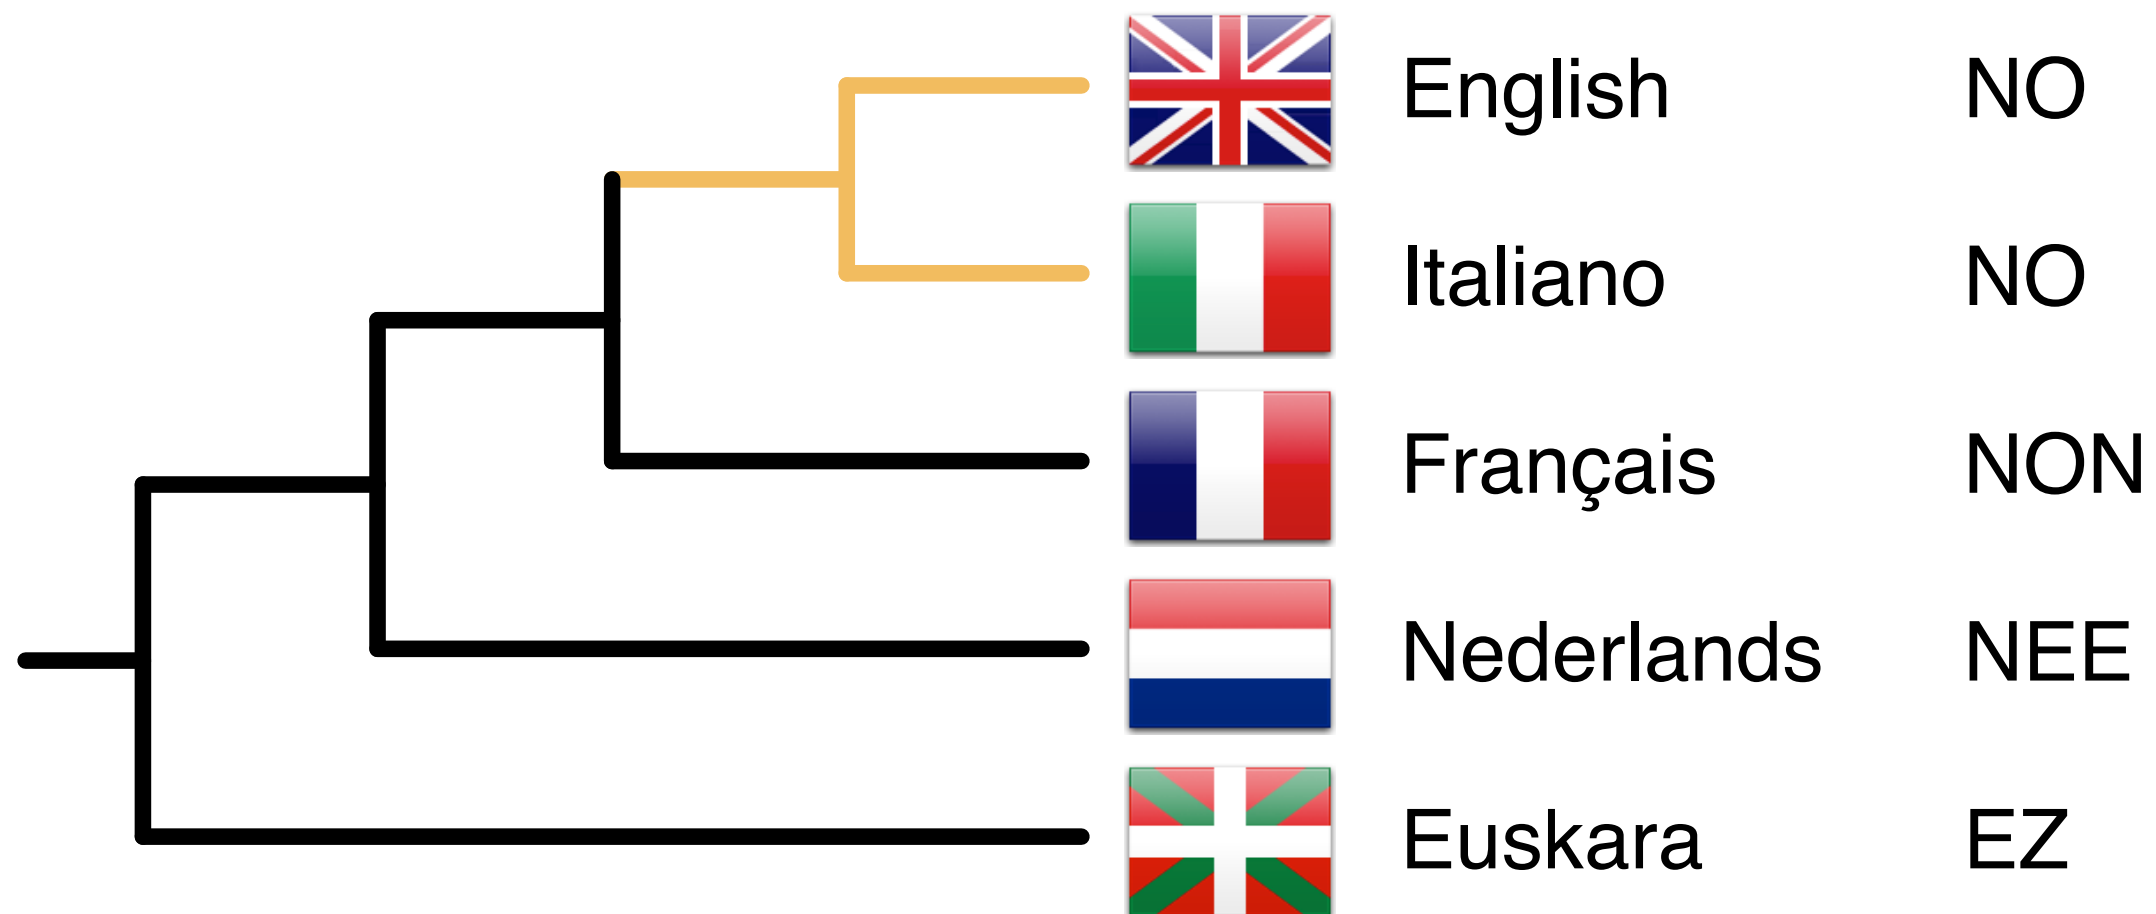 English NO
Italiano NO
Français NON
Nederlands NEE
Euskara EZ